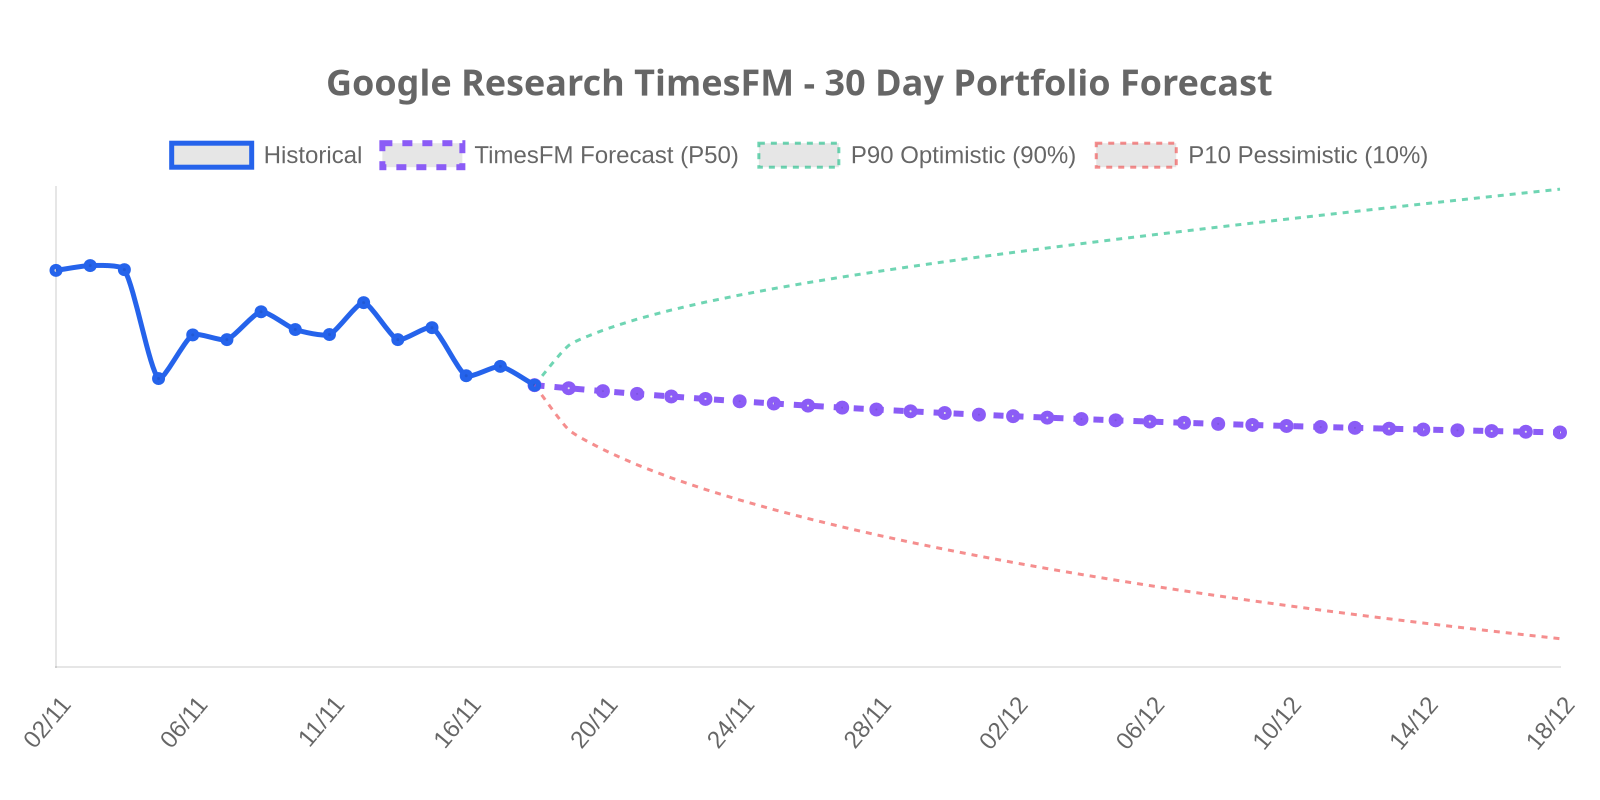 Google Research TimesFM - 30 Day Portfolio Forecast
Historical
TimesFM Forecast (P50)
P90 Optimistic (90%)
P10 Pessimistic (10%)
02/11
06/11
11/11
16/11
20/11
24/11
28/11
02/12
06/12
10/12
14/12
18/12